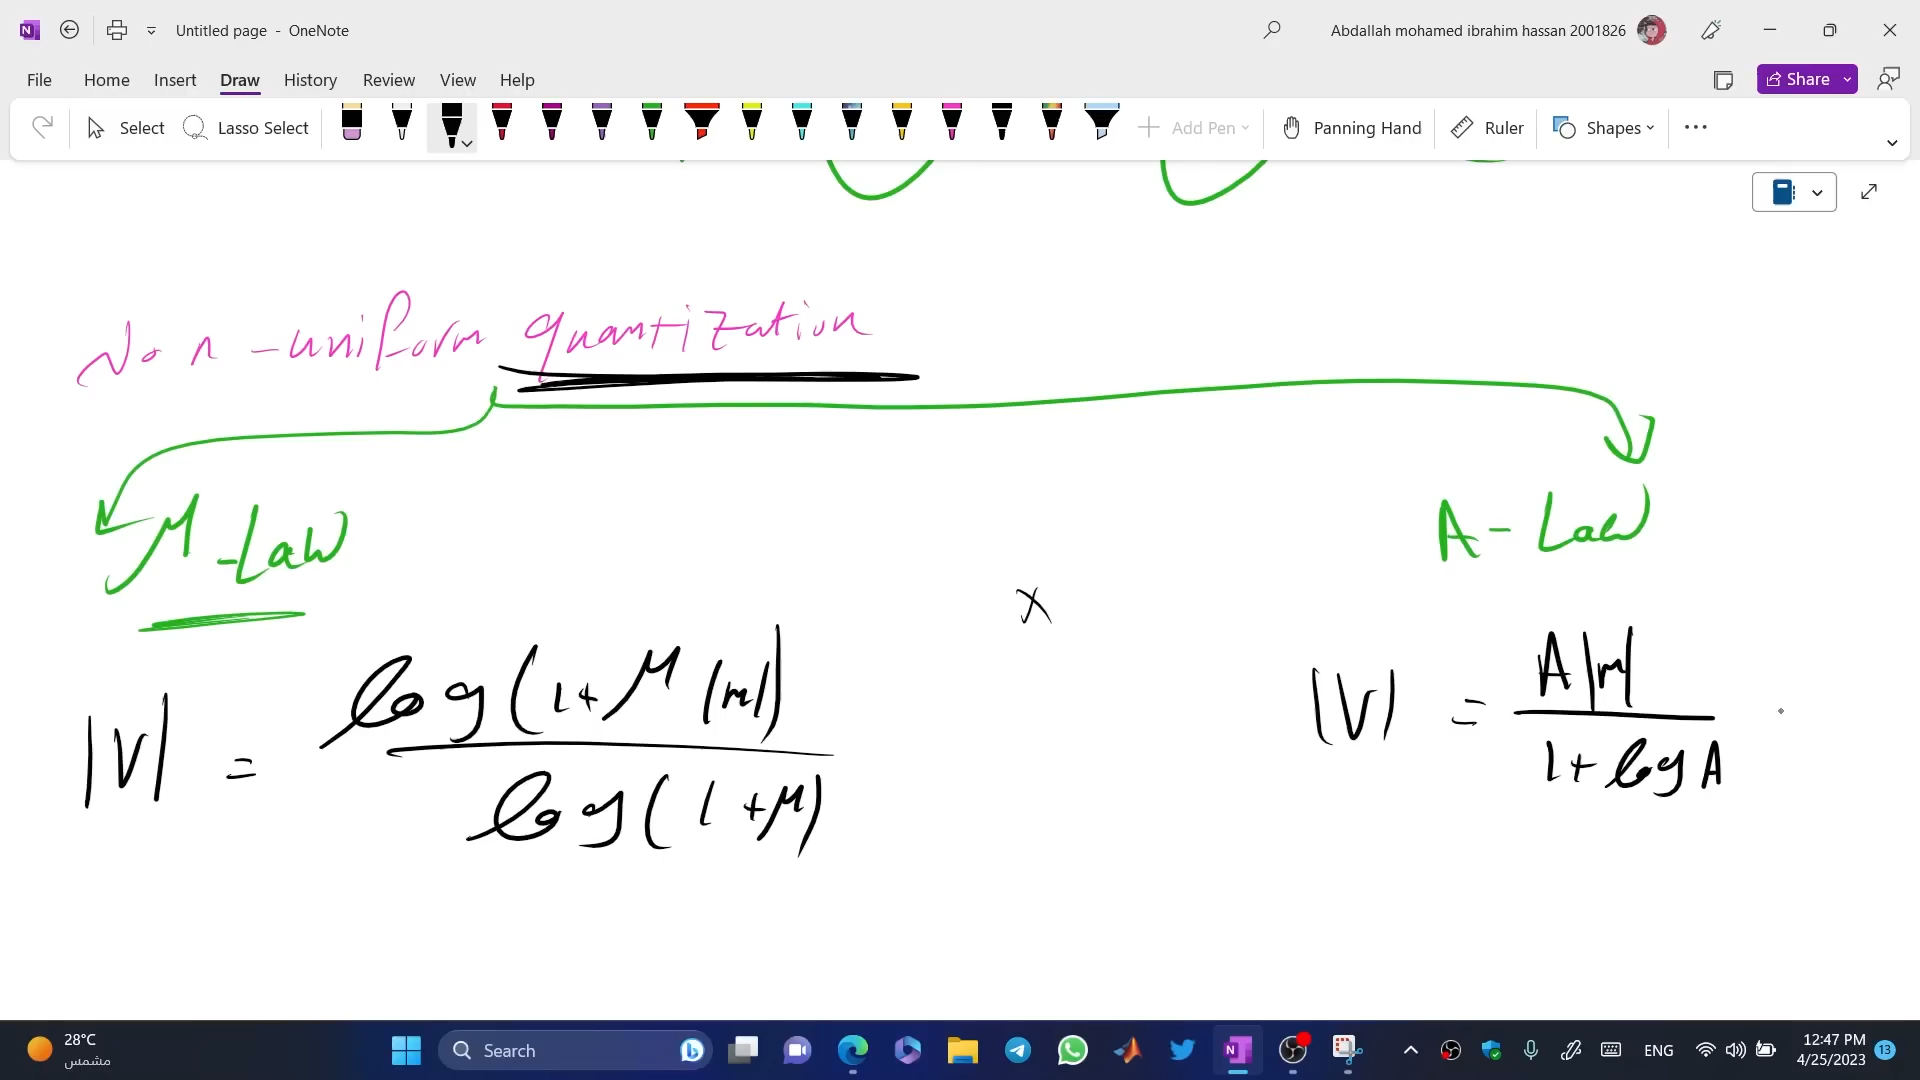 Untitled page - OneNote
Abdallah mohamed ibrahim hassan 2001826
File Home Insert Draw History Review View Help
Share
Select Lasso Select Add Pen Panning Hand Ruler Shapes
Non-uniform quantization
μ-Law
A-Law
x
|V| = log(1+μ|m|) / log(1+μ)
|V| = A|m| / 1+log A
28°C
مشمس
Search
ENG
12:47 PM
4/25/2023
13